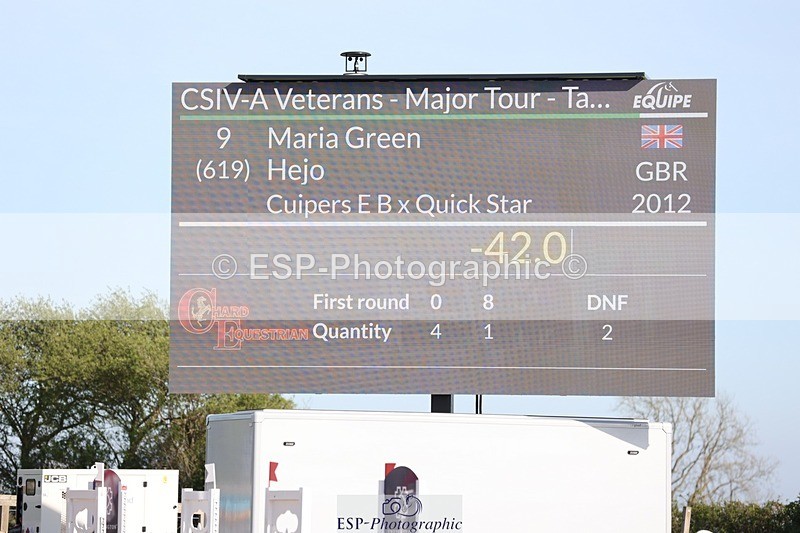 CSIV-A Veterans - Major Tour - Ta...
EQUIPE
9 Maria Green
(619) Hejo GBR
Cuipers E B x Quick Star 2012
-42.0
© ESP-Photographic ©
CHARD
EQUESTRIAN
First round 0 8 DNF
Quantity 4 1 2
JCB
ESP-Photographic